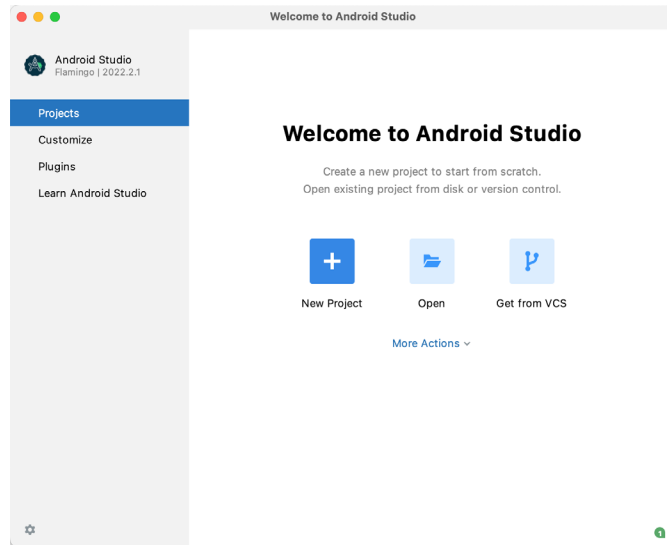 Welcome to Android Studio
Android Studio
Flamingo | 2022.2.1
Projects
Customize
Plugins
Learn Android Studio
Welcome to Android Studio
Create a new project to start from scratch.
Open existing project from disk or version control.
New Project
Open
Get from VCS
More Actions
1